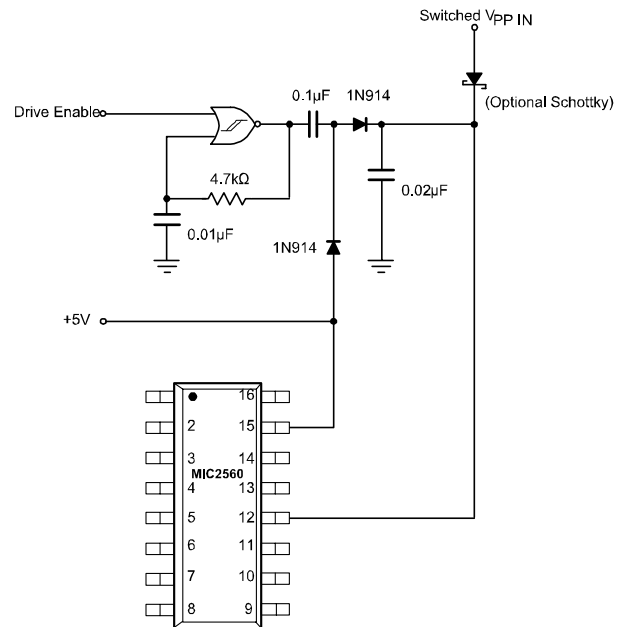 Switched VPP IN
(Optional Schottky)
0.1µF
1N914
Drive Enable
4.7kΩ
0.02µF
0.01µF
1N914
+5V
16
2
15
3
14
MIC2560
4
13
5
12
6
11
7
10
8
9